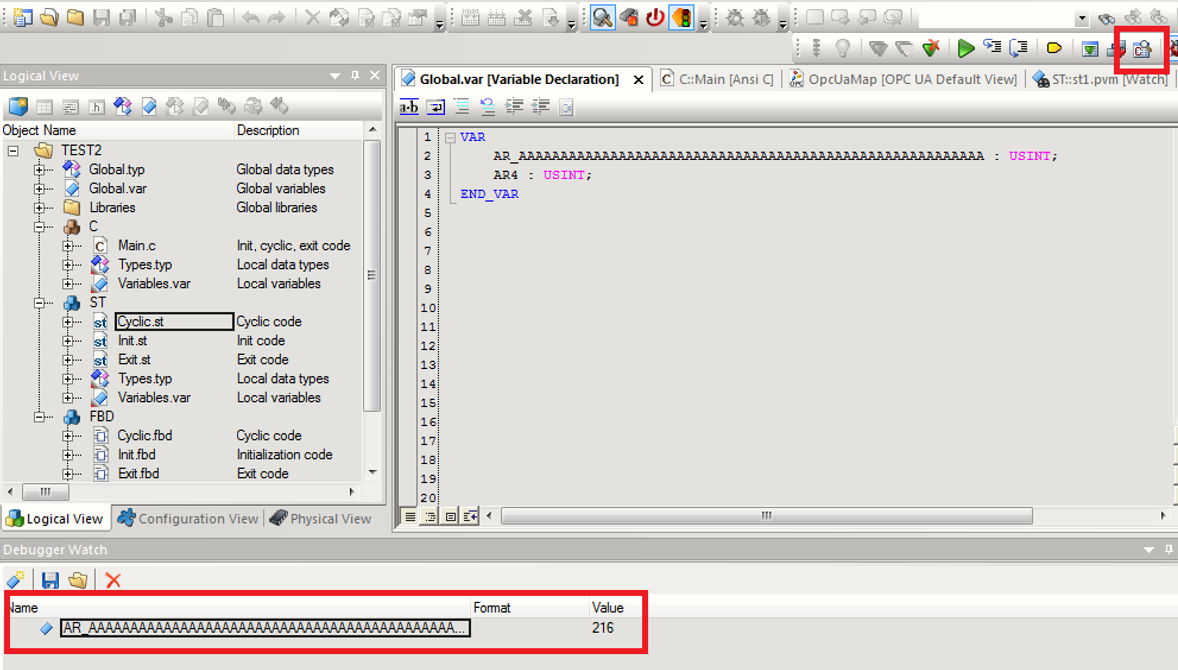 Logical View
Object Name Description
TEST2
Global.typ Global data types
Global.var Global variables
Libraries Global libraries
C
Main.c Init, cyclic, exit code
Types.typ Local data types
Variables.var Local variables
ST
Cyclic.st Cyclic code
Init.st Init code
Exit.st Exit code
Types.typ Local data types
Variables.var Local variables
FBD
Cyclic.fbd Cyclic code
Init.fbd Initialization code
Exit.fbd Exit code
Logical View Configuration View Physical View
Global.var [Variable Declaration] C::Main [Ansi C] OpcUaMap [OPC UA Default View] ST::st1.pvm [Watch]
1 VAR
2 AR_AAAAAAAAAAAAAAAAAAAAAAAAAAAAAAAAAAAAAAAAAAAAAAAAAAAAAAAA : USINT;
3 AR4 : USINT;
4 END_VAR
5
6
7
8
9
10
11
12
13
14
15
16
17
18
19
20
Debugger Watch
Name Format Value
AR_AAAAAAAAAAAAAAAAAAAAAAAAAAAAAAAAAAAAAAAAAAAAAA... 216